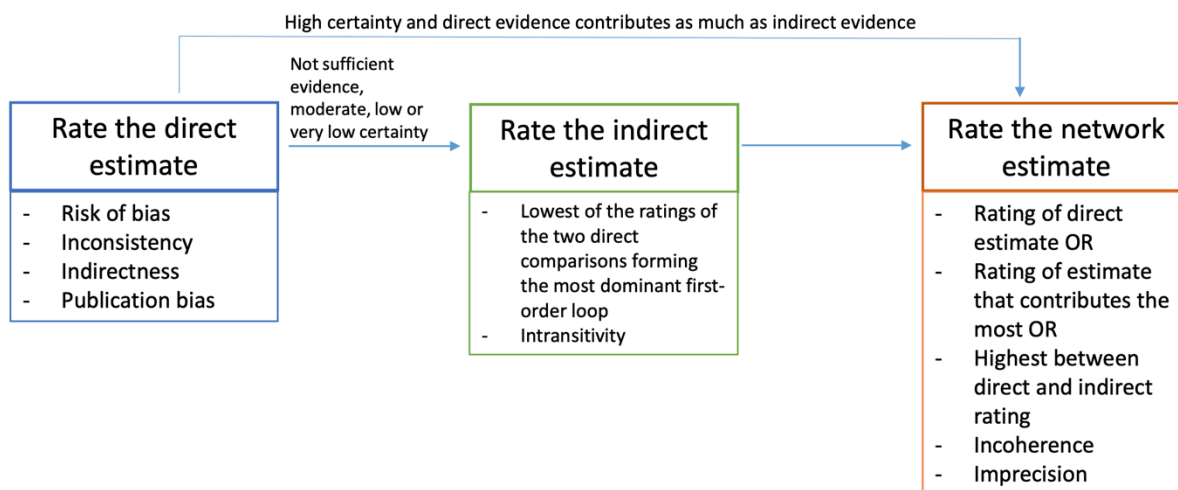 High certainty and direct evidence contributes as much as indirect evidence
Not sufficient
evidence,
moderate, low or
very low certainty
Rate the direct
estimate
- Risk of bias
- Inconsistency
- Indirectness
- Publication bias
Rate the indirect
estimate
- Lowest of the ratings of
the two direct
comparisons forming
the most dominant first-
order loop
- Intransitivity
Rate the network
estimate
- Rating of direct
estimate OR
- Rating of estimate
that contributes the
most OR
- Highest between
direct and indirect
rating
- Incoherence
- Imprecision